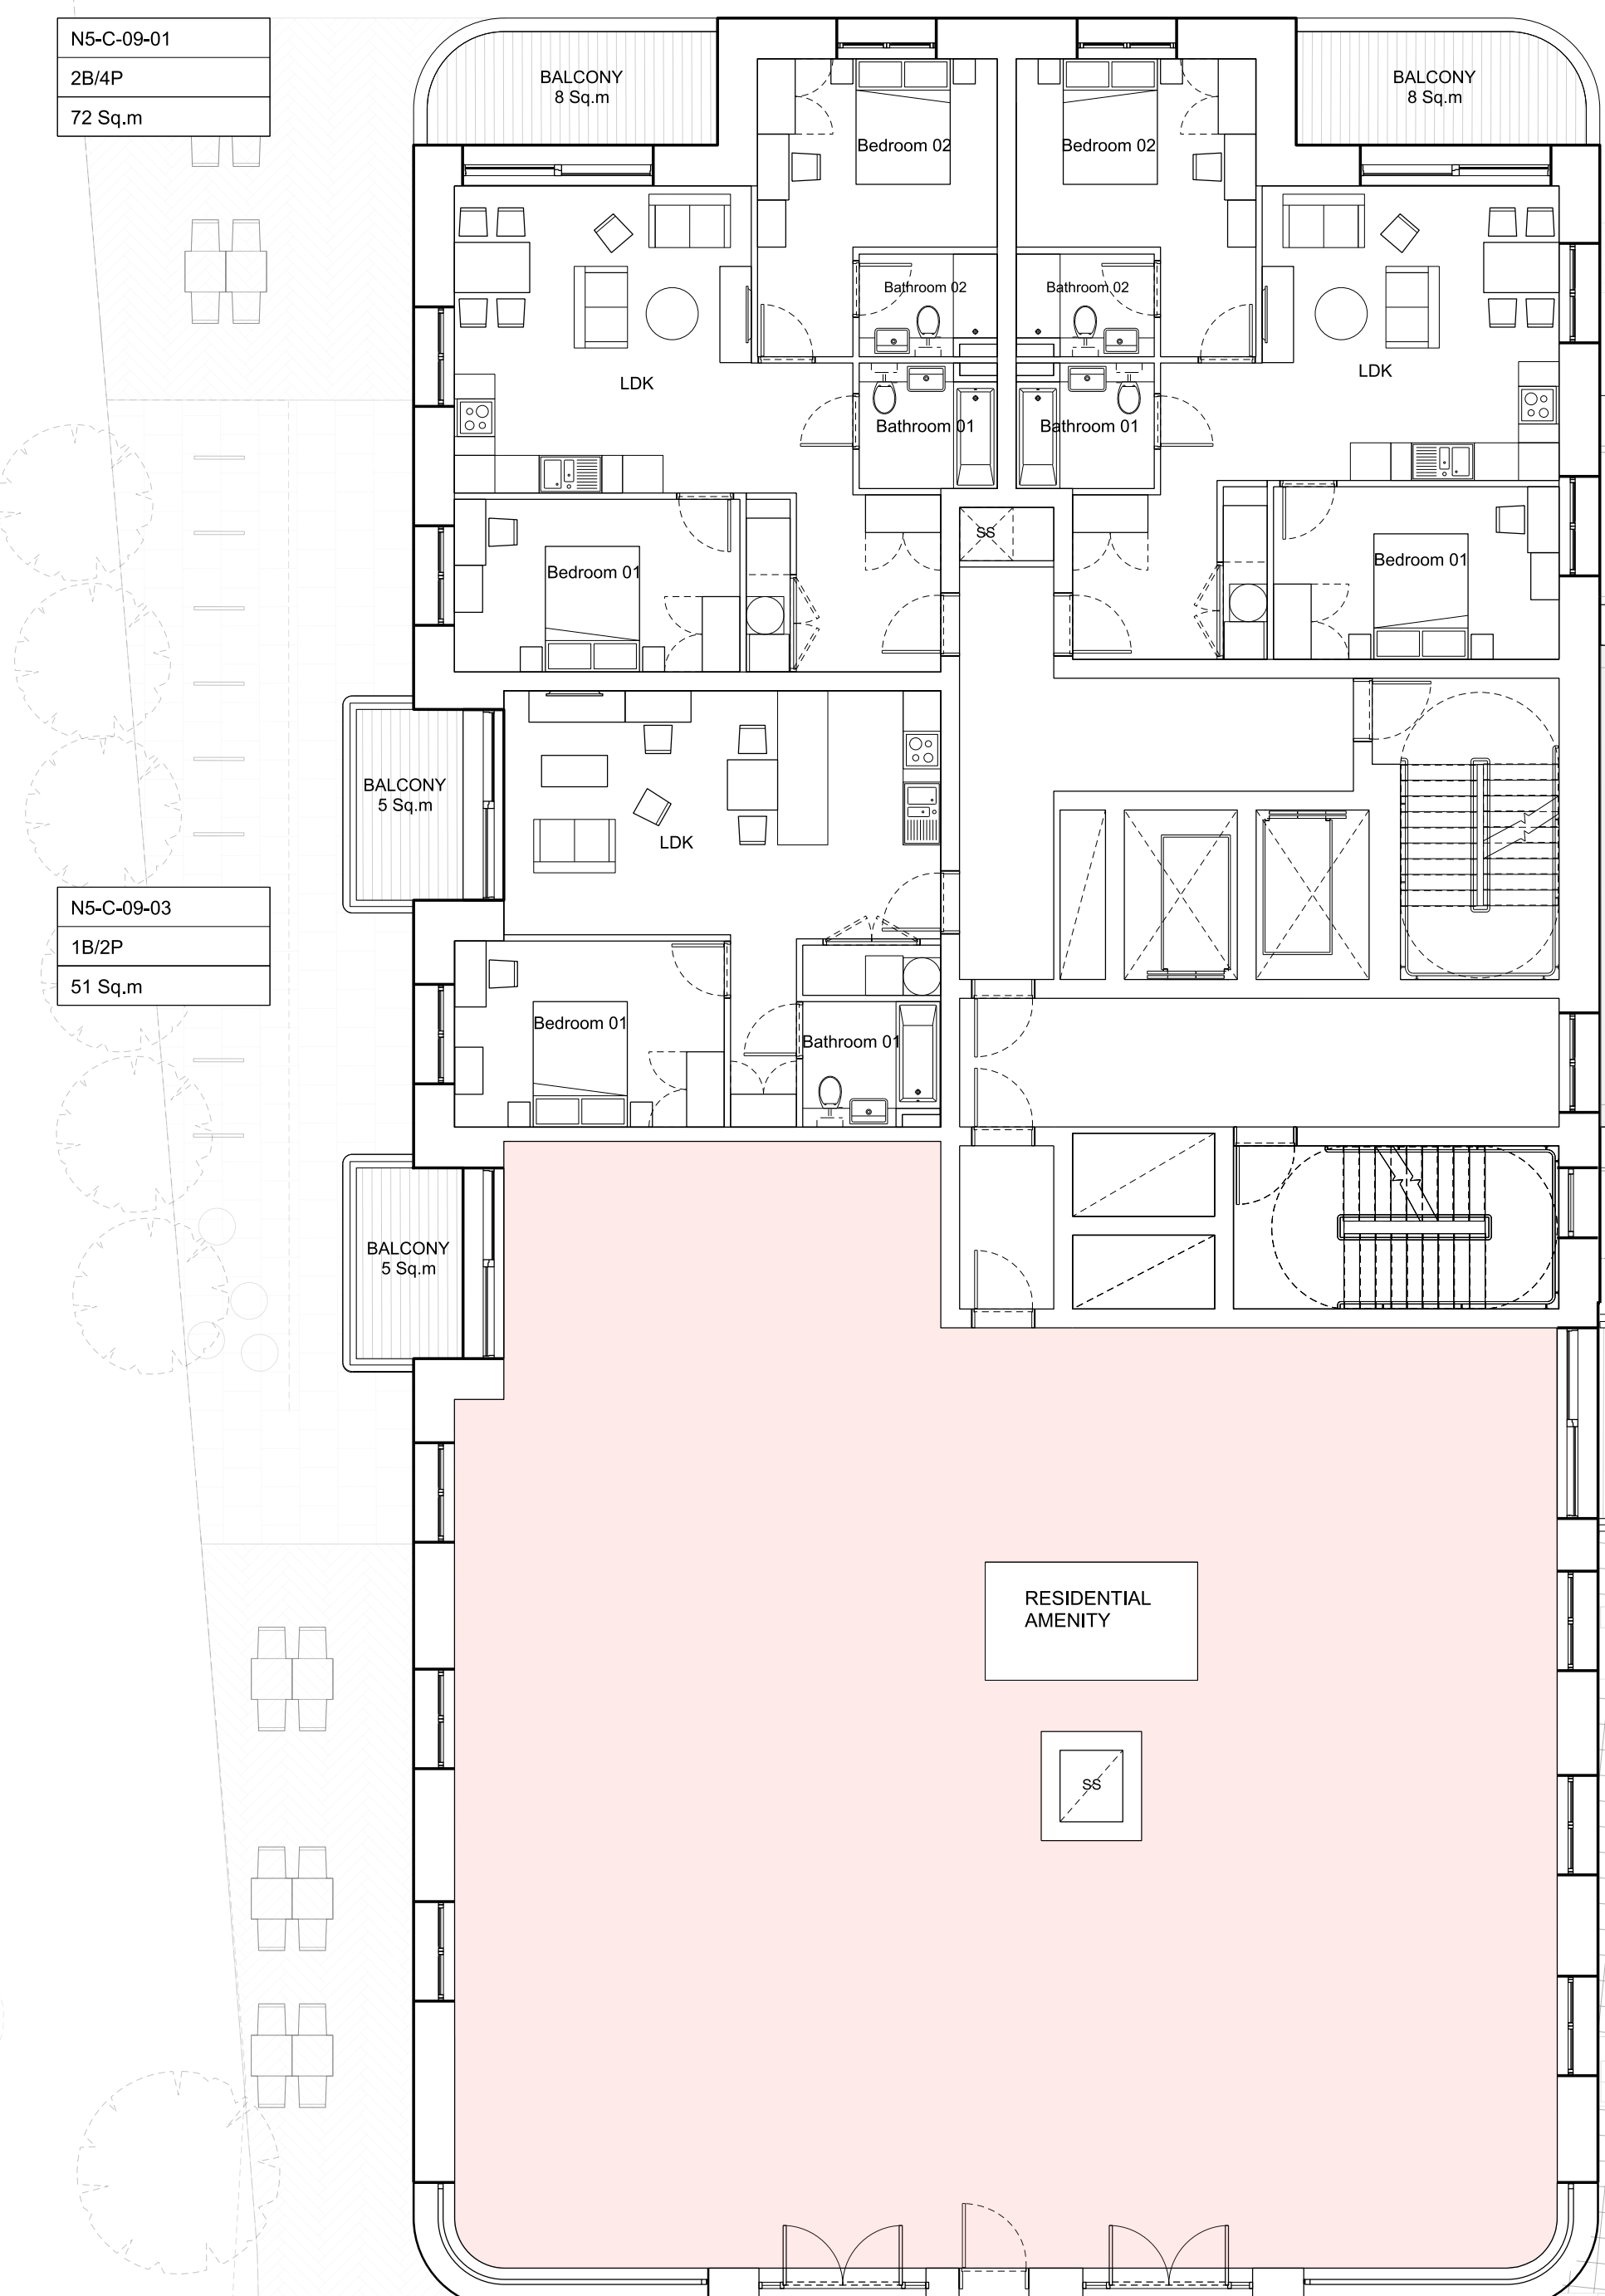 N5-C-09-01
2B/4P
72 Sq.m
BALCONY
8 Sq.m
BALCONY
8 Sq.m
Bedroom 02
Bedroom 02
Bathroom 02
Bathroom 02
LDK
LDK
Bathroom 01
Bathroom 01
SS
Bedroom 01
Bedroom 01
BALCONY
5 Sq.m
LDK
N5-C-09-03
1B/2P
51 Sq.m
Bedroom 01
Bathroom 01
BALCONY
5 Sq.m
RESIDENTIAL
AMENITY
SS